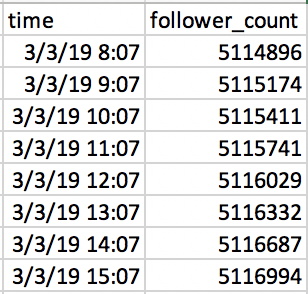 time follower_count
3/3/19 8:07 5114896
3/3/19 9:07 5115174
3/3/19 10:07 5115411
3/3/19 11:07 5115741
3/3/19 12:07 5116029
3/3/19 13:07 5116332
3/3/19 14:07 5116687
3/3/19 15:07 5116994